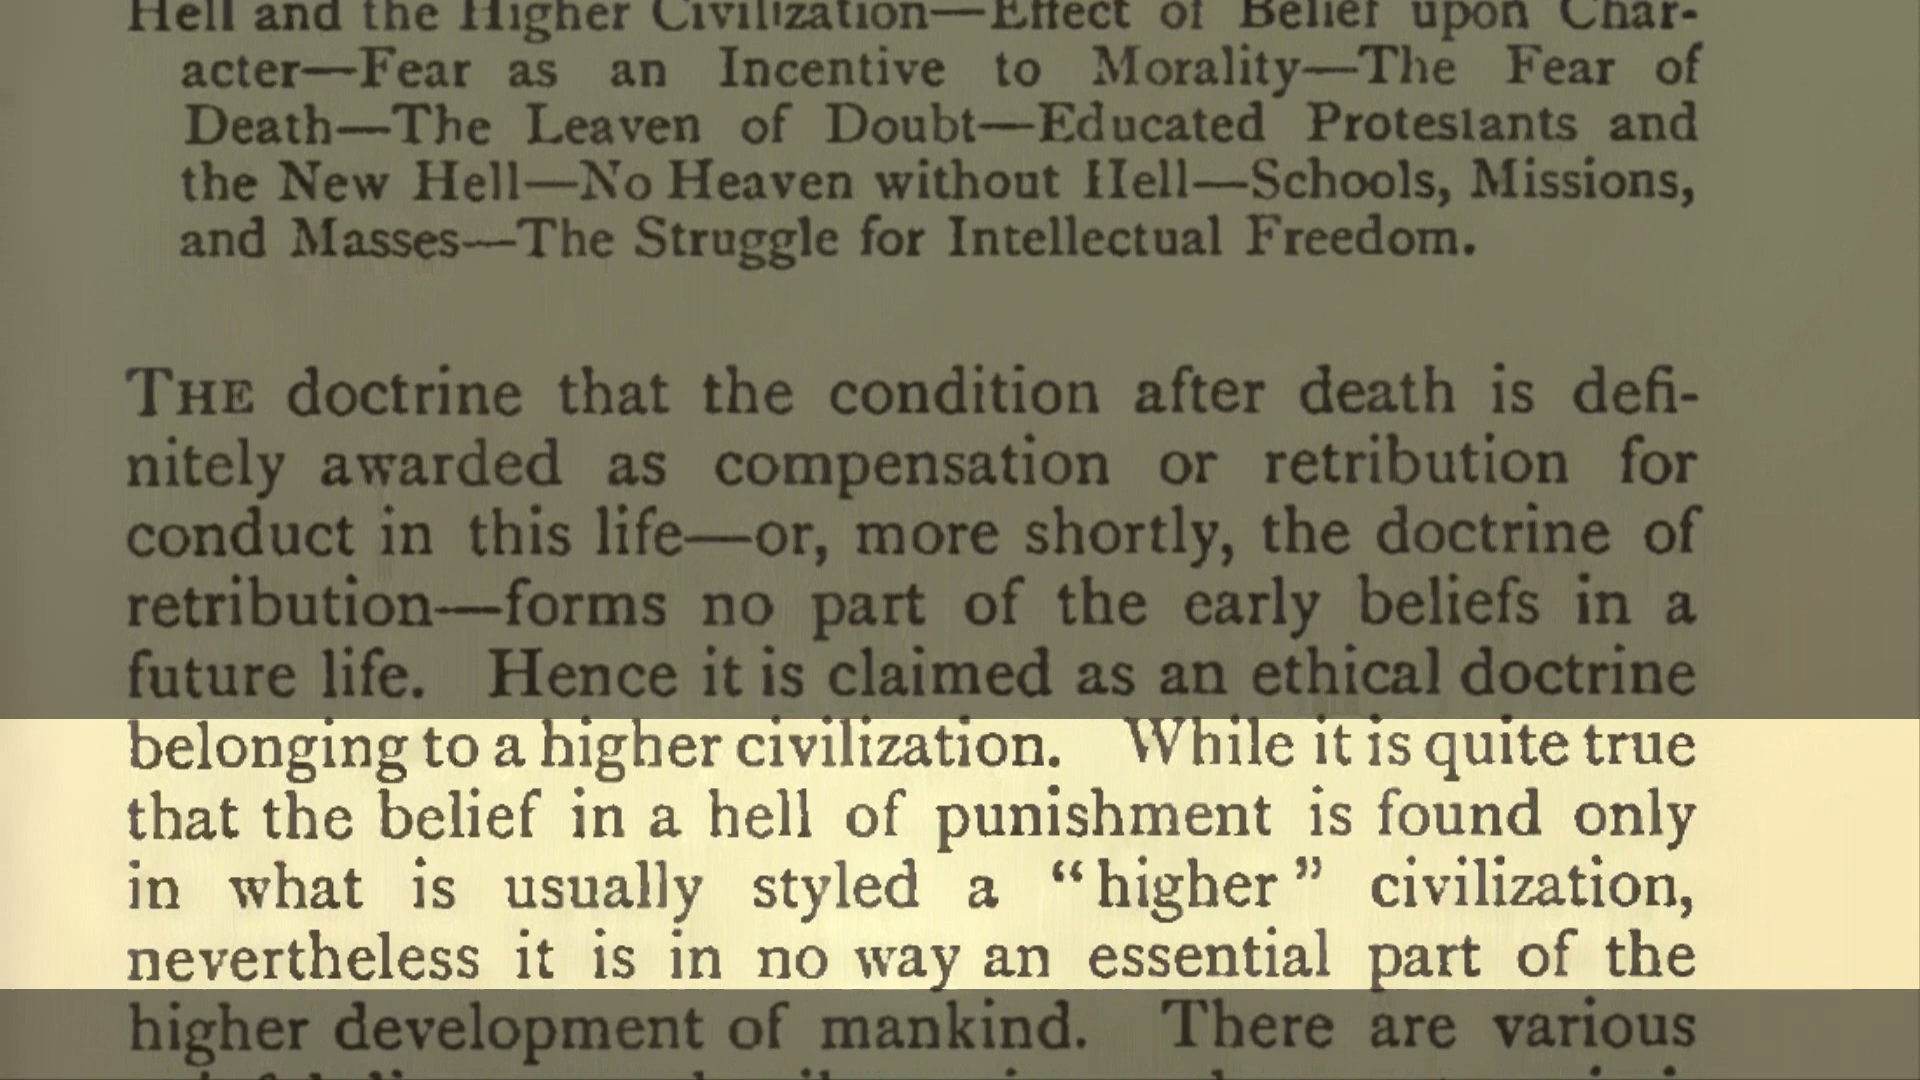 Hell and the Higher Civilization—Effect of Belief upon Char-
acter—Fear as an Incentive to Morality—The Fear of
Death—The Leaven of Doubt—Educated Protestants and
the New Hell—No Heaven without Hell—Schools, Missions,
and Masses—The Struggle for Intellectual Freedom.
THE doctrine that the condition after death is defi-
nitely awarded as compensation or retribution for
conduct in this life—or, more shortly, the doctrine of
retribution—forms no part of the early beliefs in a
future life. Hence it is claimed as an ethical doctrine
belonging to a higher civilization. While it is quite true
that the belief in a hell of punishment is found only
in what is usually styled a “higher” civilization,
nevertheless it is in no way an essential part of the
higher development of mankind. There are various